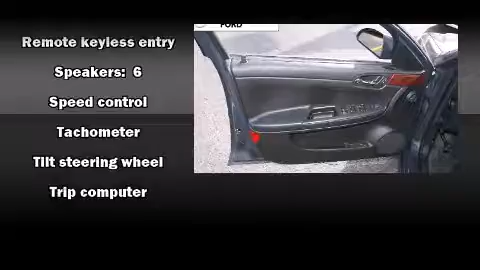 FORD
Remote keyless entry
Speakers: 6
Speed control
Tachometer
Tilt steering wheel
Trip computer